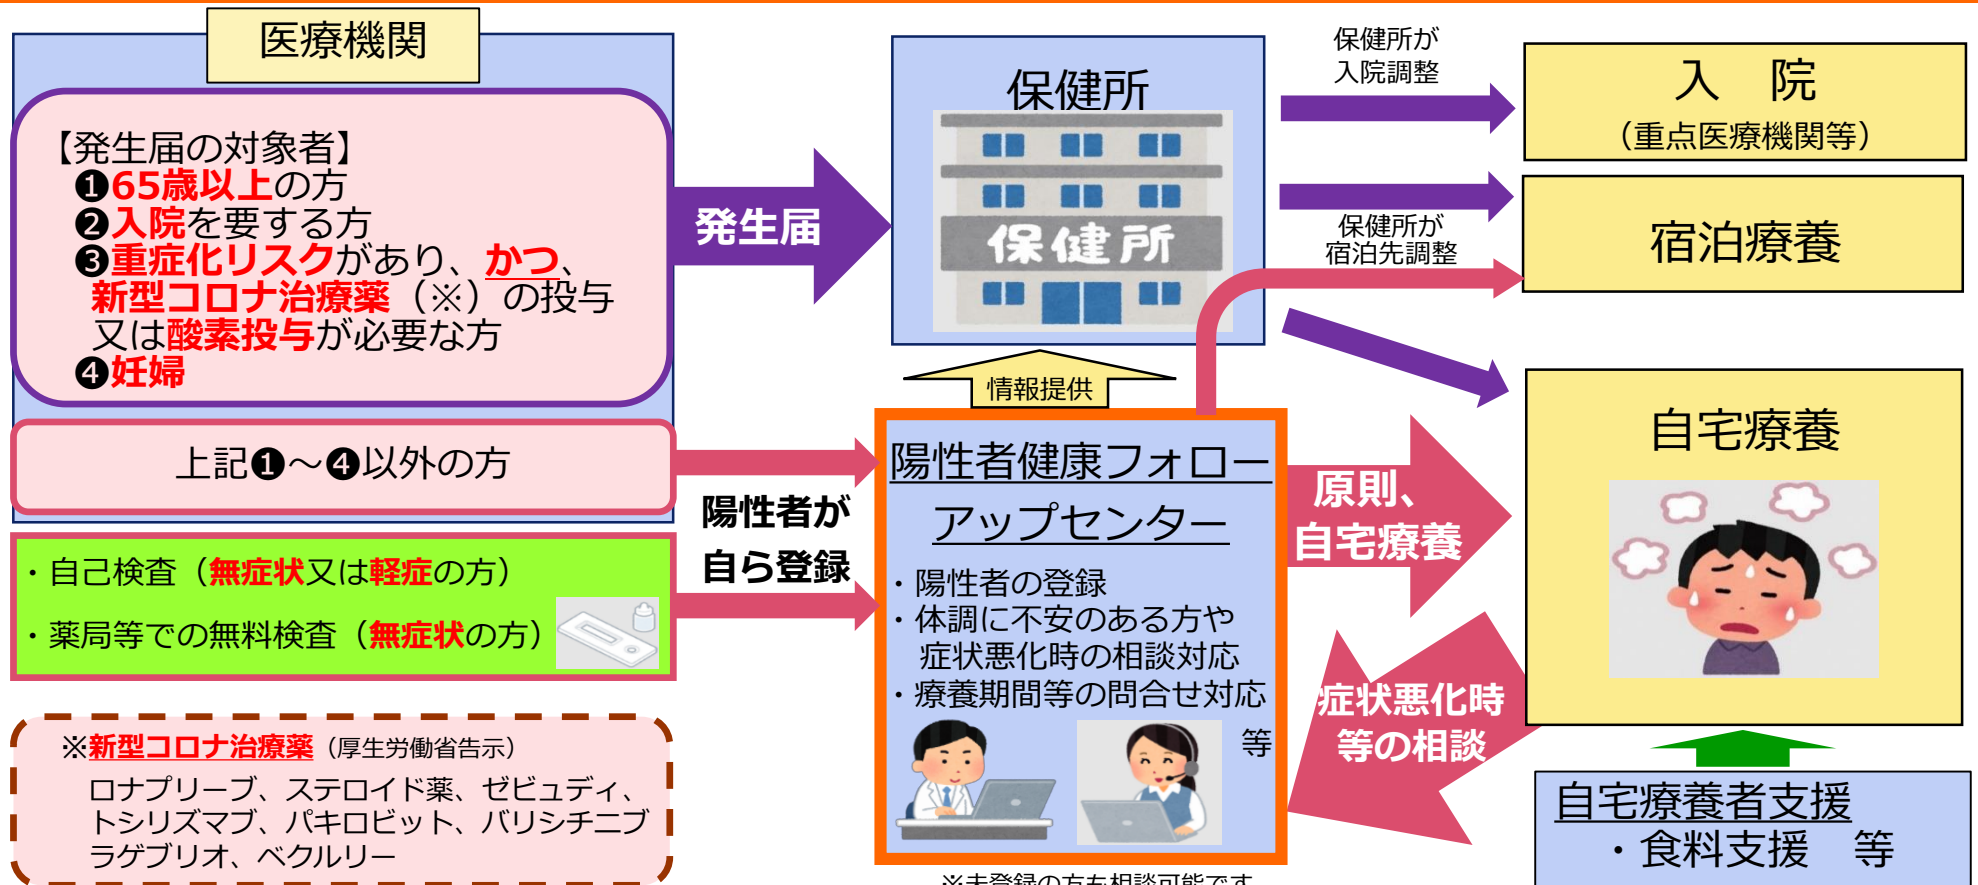 医療機関
【発生届の対象者】
❶65歳以上の方
❷入院を要する方
❸重症化リスクがあり、かつ、
新型コロナ治療薬（※）の投与
又は酸素投与が必要な方
❹妊婦
上記❶～❹以外の方
・自己検査（無症状又は軽症の方）
・薬局等での無料検査（無症状の方）
※新型コロナ治療薬（厚生労働省告示）
ロナプリーブ、ステロイド薬、ゼビュディ、
トシリズマブ、パキロビット、バリシチニブ
ラゲブリオ、ベクルリー
発生届
陽性者が
自ら登録
保健所
保健所
情報提供
陽性者健康フォロー
アップセンター
・陽性者の登録
・体調に不安のある方や
症状悪化時の相談対応
・療養期間等の問合せ対応
等
※未登録の方も相談可能です
保健所が
入院調整
保健所が
宿泊先調整
原則、
自宅療養
症状悪化時
等の相談
入　院
（重点医療機関等）
宿泊療養
自宅療養
自宅療養者支援
・食料支援　等